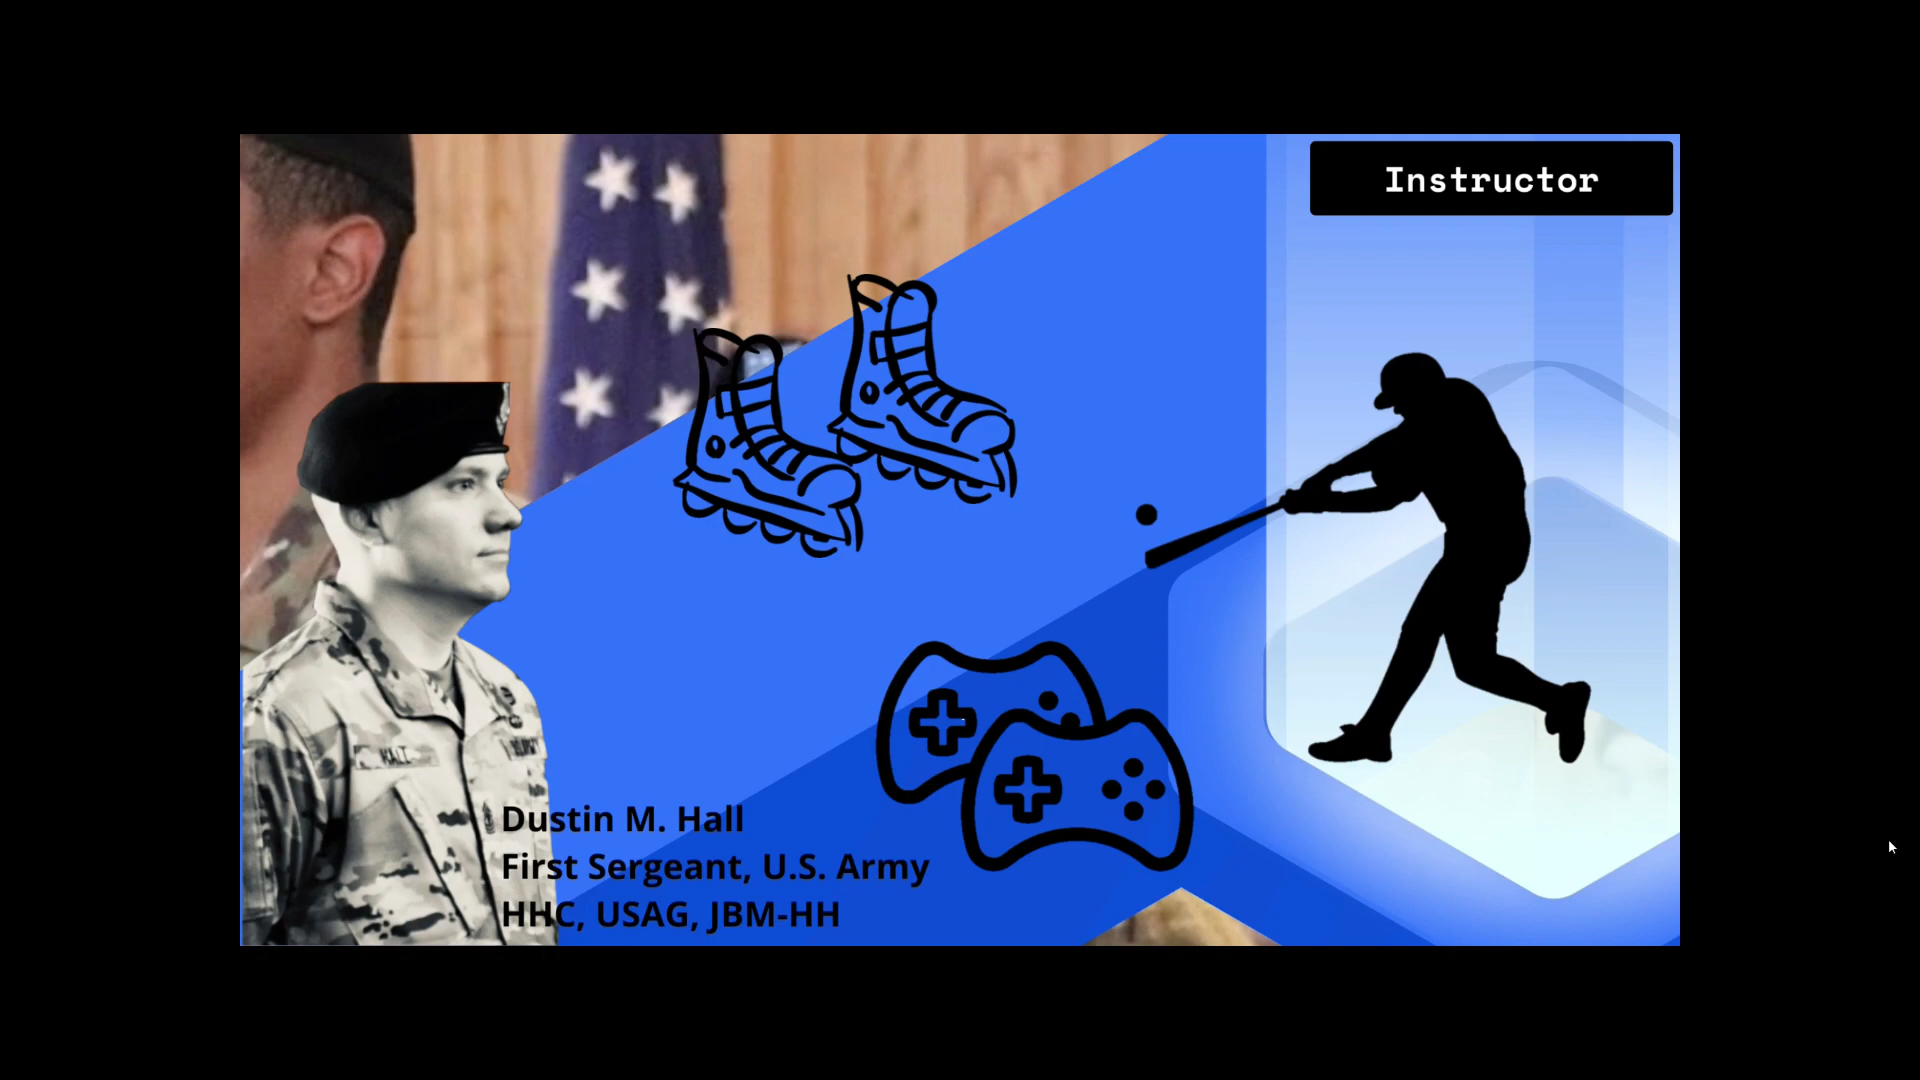 Instructor
Dustin M. Hall
First Sergeant, U.S. Army
HHC, USAG, JBM-HH